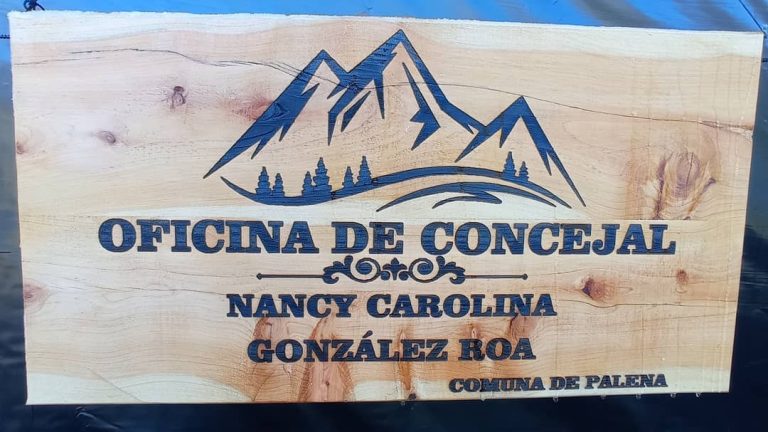 OFICINA DE CONCEJAL
NANCY CAROLINA
GONZÁLEZ ROA
COMUNA DE PALENA